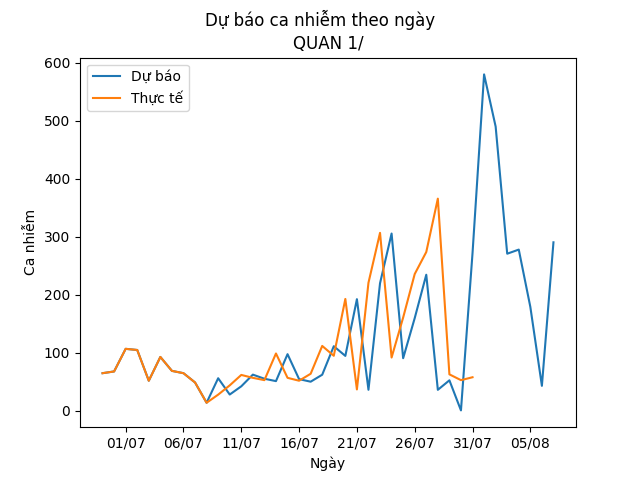 Dự báo ca nhiễm theo ngày
QUAN 1/
600
500
400
300
200
100
0
Ca nhiễm
Dự báo
Thực tế
01/07
06/07
11/07
16/07
21/07
26/07
31/07
05/08
Ngày